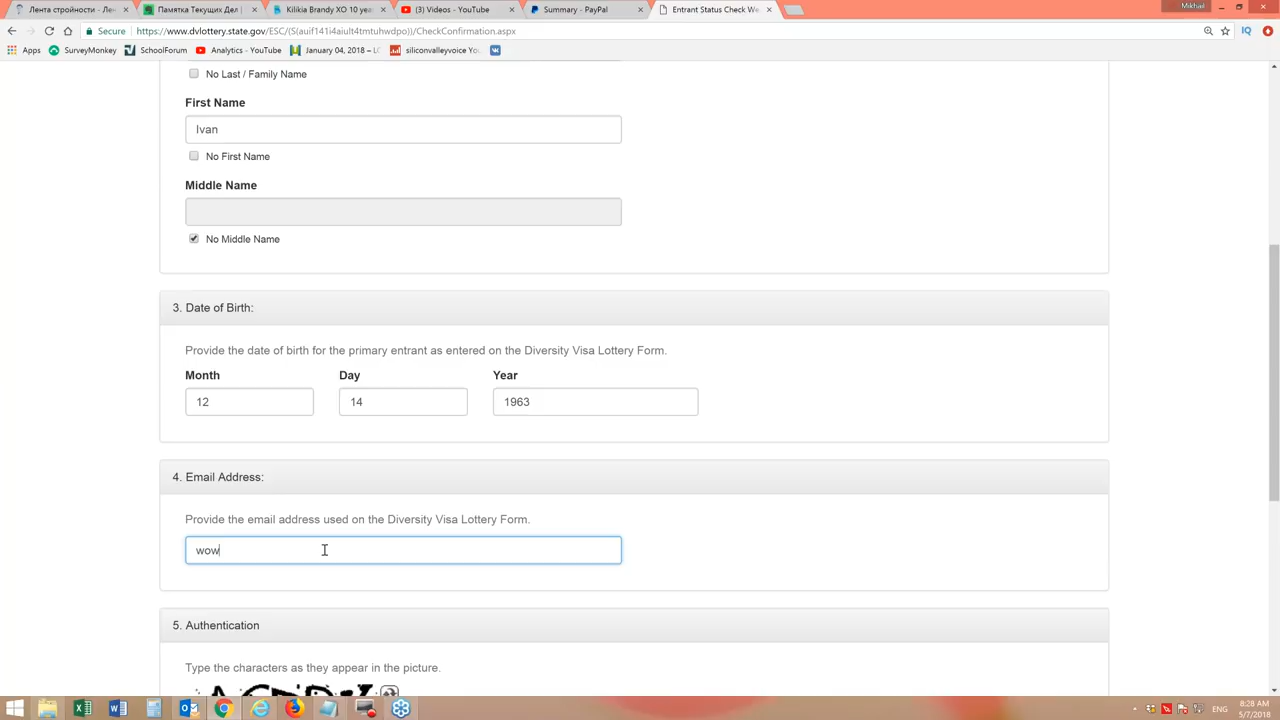 Mikhail
Лента стройности - Лен
Памятка Текущих Дел
Kilikia Brandy XO 10 yea
(3) Videos - YouTube
Summary - PayPal
Entrant Status Check We
Secure
https://www.dvlottery.state.gov/ESC/(S(auif141i4aiult4tmtuhwdpo))/CheckConfirmation.aspx
Apps
SurveyMonkey
SchoolForum
Analytics - YouTube
January 04, 2018 – LO
siliconvalleyvoice You
No Last / Family Name
First Name
Ivan
No First Name
Middle Name
No Middle Name
3. Date of Birth:
Provide the date of birth for the primary entrant as entered on the Diversity Visa Lottery Form.
Month Day Year
12 14 1963
4. Email Address:
Provide the email address used on the Diversity Visa Lottery Form.
wow
5. Authentication
Type the characters as they appear in the picture.
ENG
8:28 AM
5/7/2018